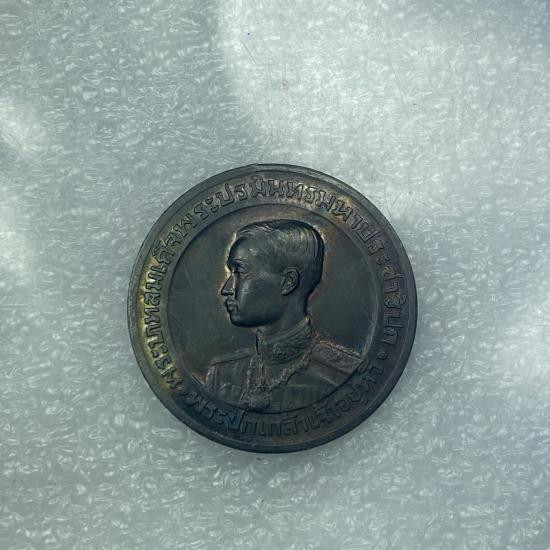 พระบาทสมเด็จพระปรมินทรมหาประชาธิปก
พระปกเกล้าเจ้าอยู่หัว